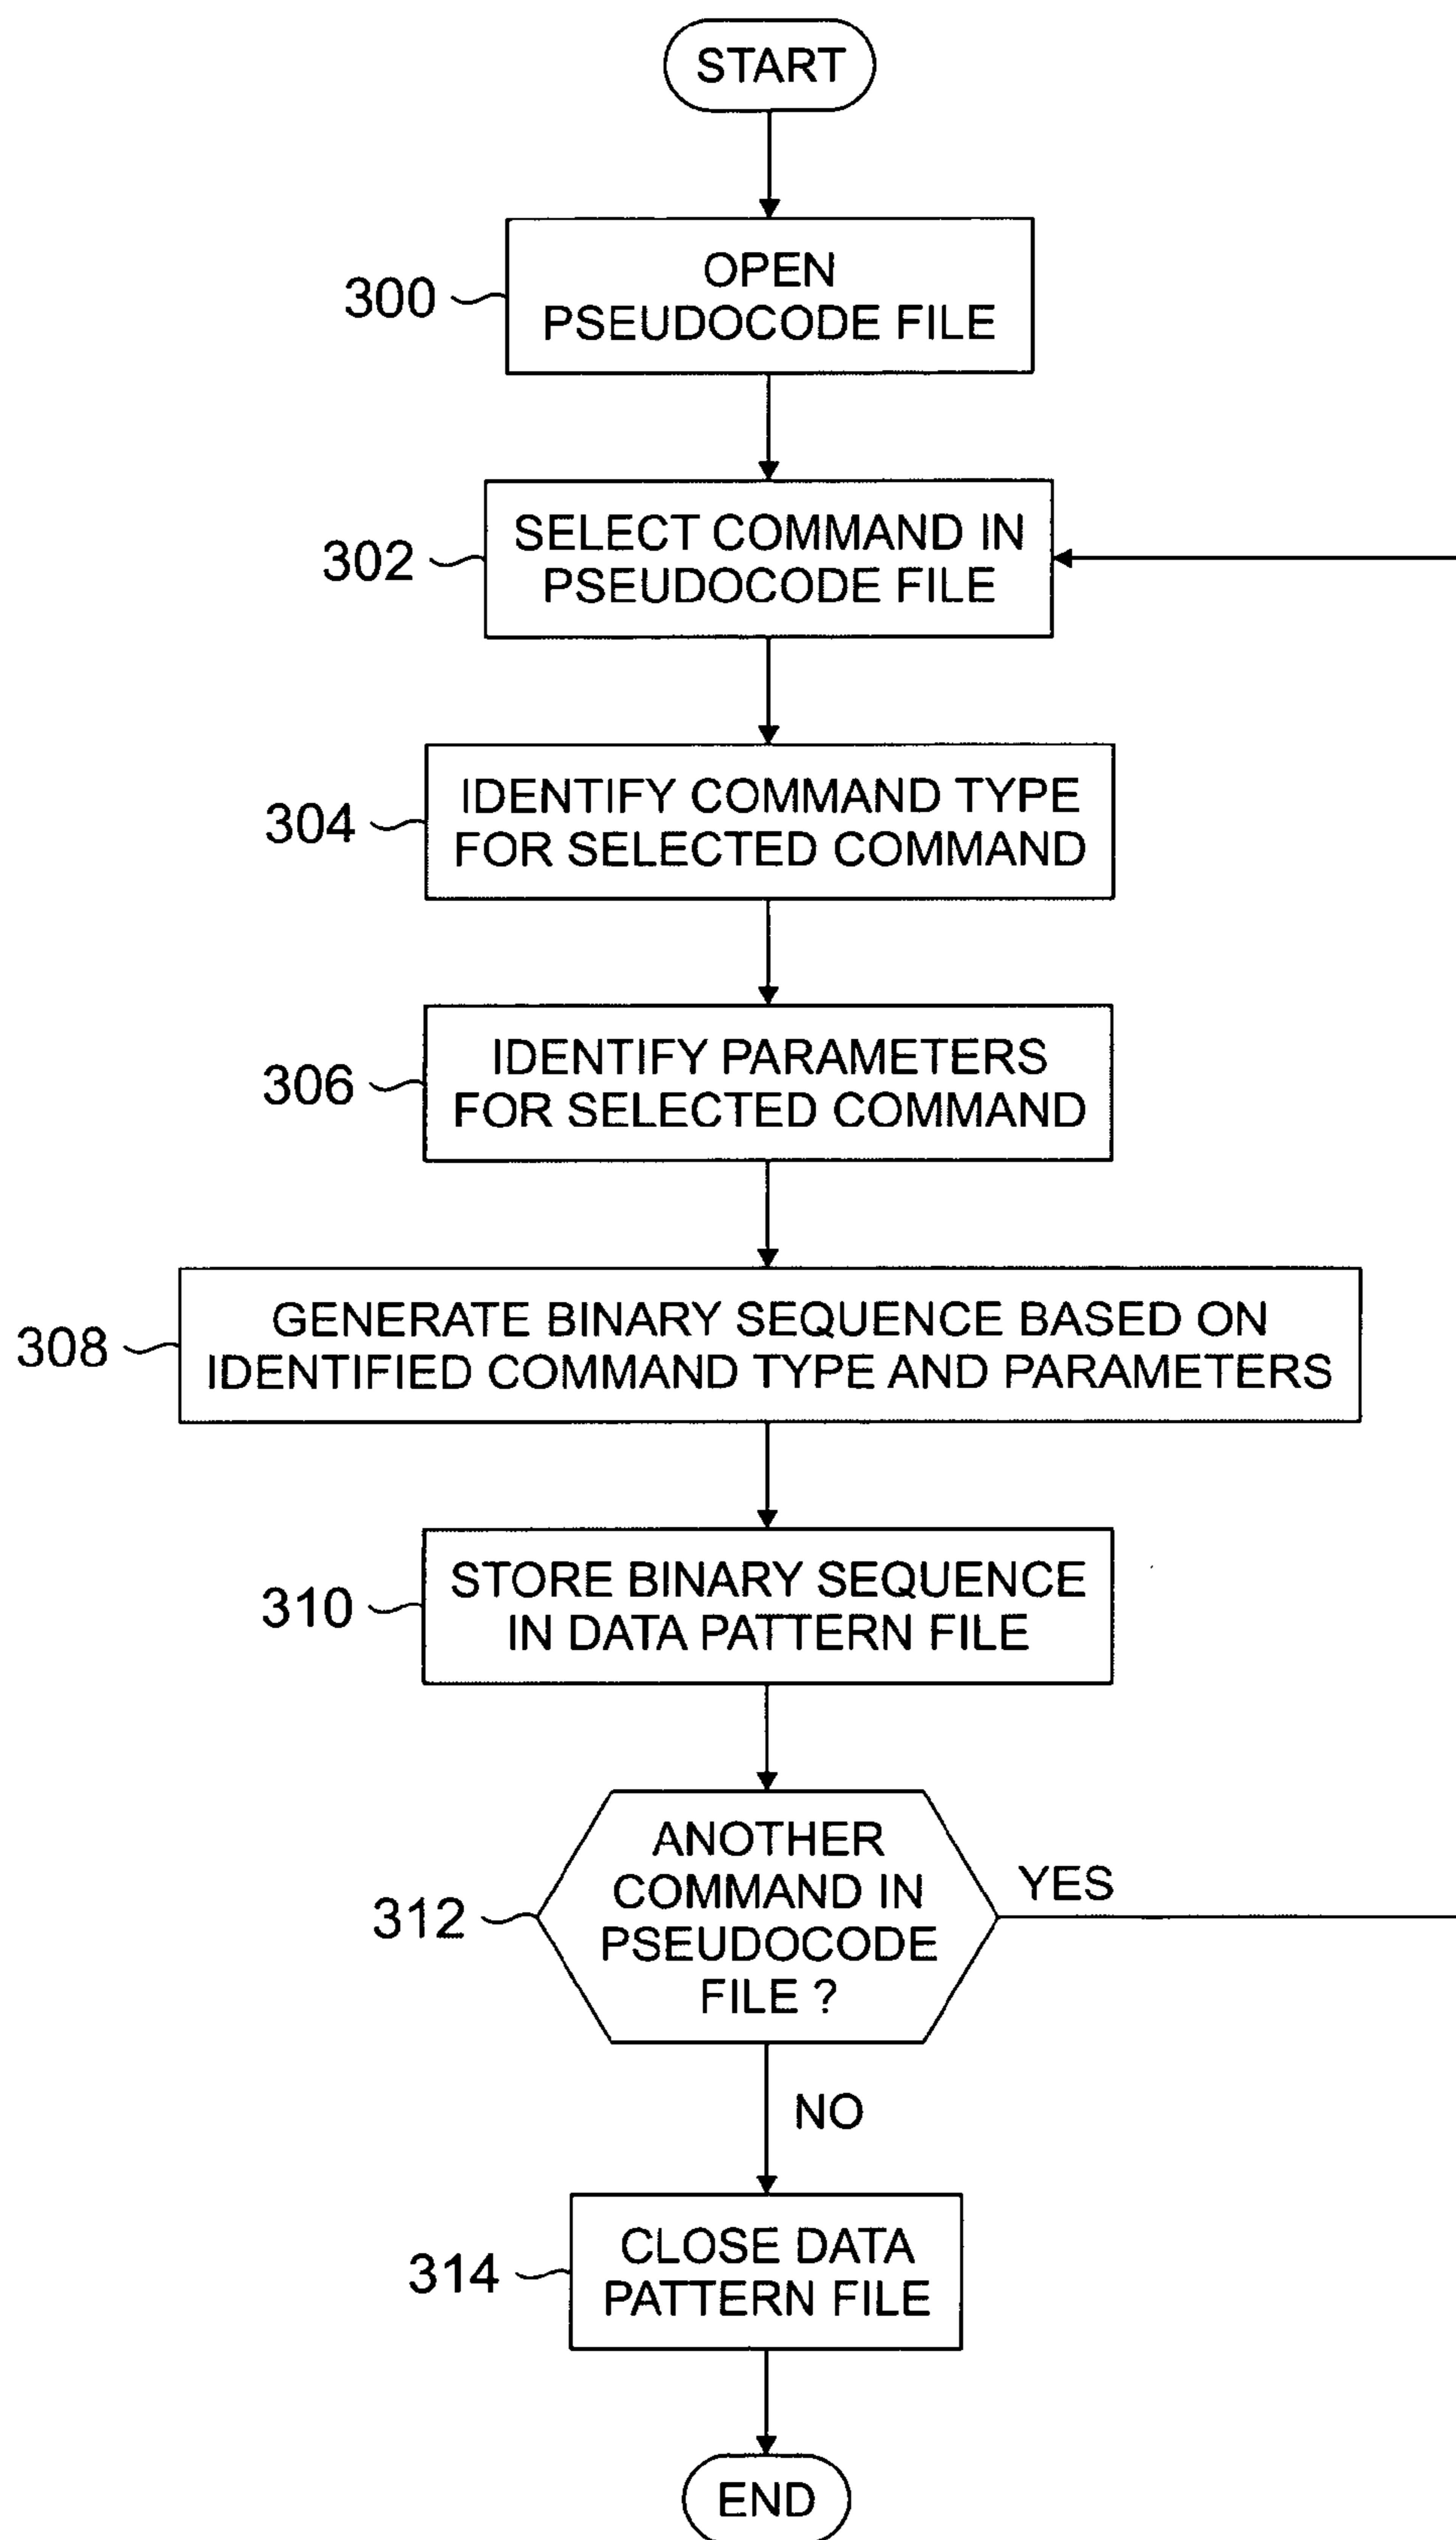 START
300
OPEN
PSEUDOCODE FILE
302
SELECT COMMAND IN
PSEUDOCODE FILE
304
IDENTIFY COMMAND TYPE
FOR SELECTED COMMAND
306
IDENTIFY PARAMETERS
FOR SELECTED COMMAND
308
GENERATE BINARY SEQUENCE BASED ON
IDENTIFIED COMMAND TYPE AND PARAMETERS
310
STORE BINARY SEQUENCE
IN DATA PATTERN FILE
312
ANOTHER
COMMAND IN
PSEUDOCODE
FILE ?
YES
NO
314
CLOSE DATA
PATTERN FILE
END